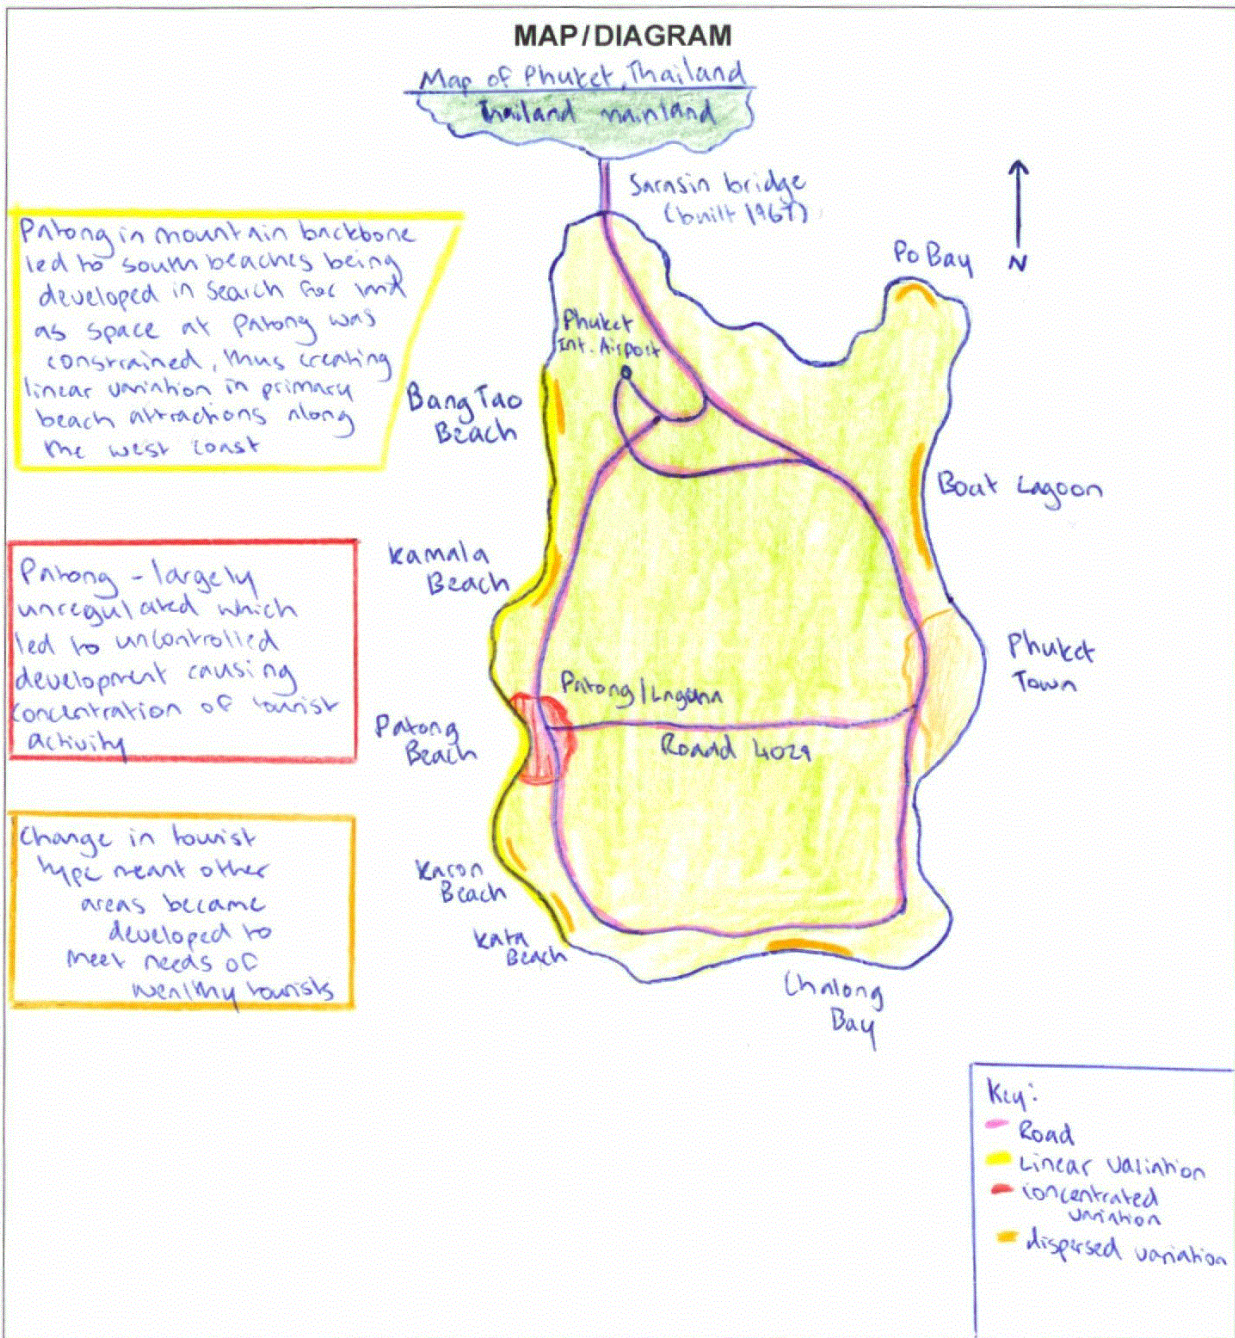 MAP/DIAGRAM
Map of Phuket, Thailand
Thailand mainland
Sarasin bridge
(built 1967)
N
Po Bay
Patong in mountain backbone
led to south beaches being
developed in search for land
as space at Patong was
constrained, thus creating
linear variation in primary
beach attractions along
the west coast
Phuket
Int. Airport
Bang Tao
Beach
Boat Lagoon
Kamala
Beach
Patong - largely
unregulated which
led to uncontrolled
development causing
concentration of tourist
activity
Phuket
Town
Patong/Laguna
Patong
Beach
Roaad 4029
Change in tourist
type meant other
areas became
developed to
meet needs of
wealthy tourists
Karon
Beach
Kata
Beach
Chalong
Bay
Key:
Road
Linear variation
concentrated
variation
dispersed variation